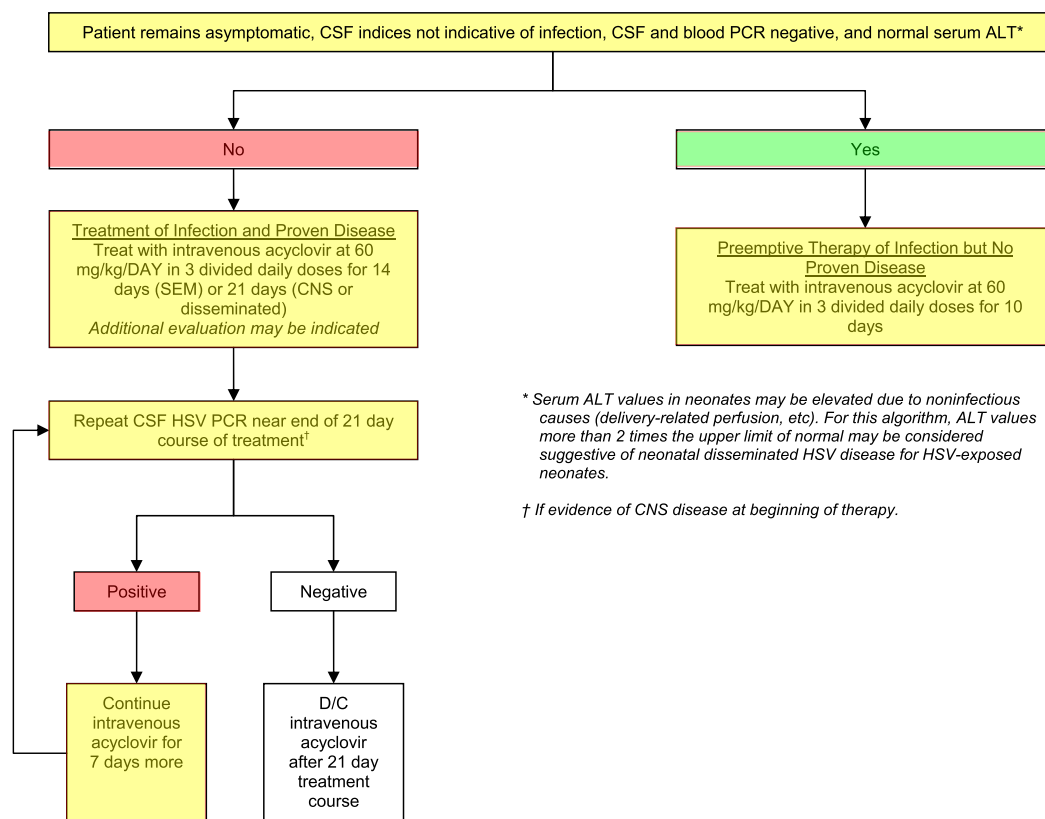 Patient remains asymptomatic, CSF indices not indicative of infection, CSF and blood PCR negative, and normal serum ALT*
No
Yes
Treatment of Infection and Proven Disease
Treat with intravenous acyclovir at 60
mg/kg/DAY in 3 divided daily doses for 14
days (SEM) or 21 days (CNS or
disseminated)
Additional evaluation may be indicated
Preemptive Therapy of Infection but No
Proven Disease
Treat with intravenous acyclovir at 60
mg/kg/DAY in 3 divided daily doses for 10
days
Repeat CSF HSV PCR near end of 21 day
course of treatment†
* Serum ALT values in neonates may be elevated due to noninfectious
causes (delivery-related perfusion, etc). For this algorithm, ALT values
more than 2 times the upper limit of normal may be considered
suggestive of neonatal disseminated HSV disease for HSV-exposed
neonates.
† If evidence of CNS disease at beginning of therapy.
Positive
Negative
Continue
intravenous
acyclovir for
7 days more
D/C
intravenous
acyclovir
after 21 day
treatment
course